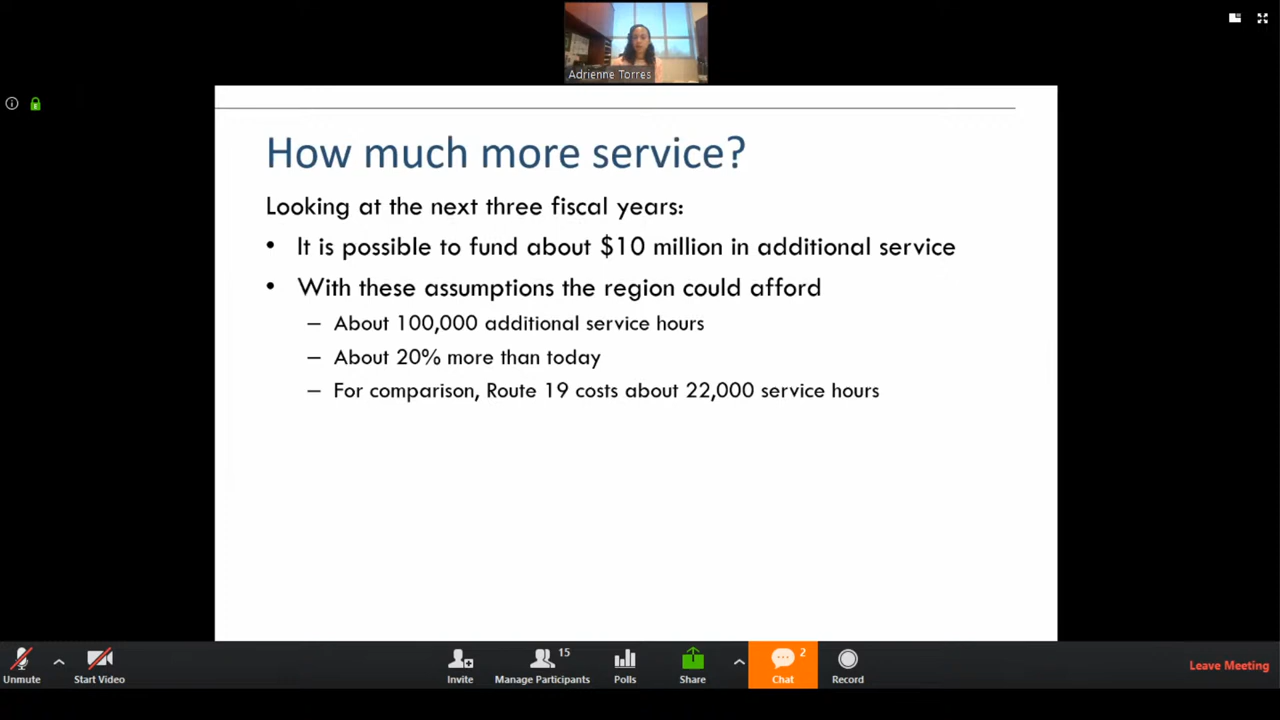 Adrienne Torres
How much more service?
Looking at the next three fiscal years:
• It is possible to fund about $10 million in additional service
• With these assumptions the region could afford
– About 100,000 additional service hours
– About 20% more than today
– For comparison, Route 19 costs about 22,000 service hours
Unmute
Start Video
Invite
15
Manage Participants
Polls
Share
2
Chat
Record
Leave Meeting